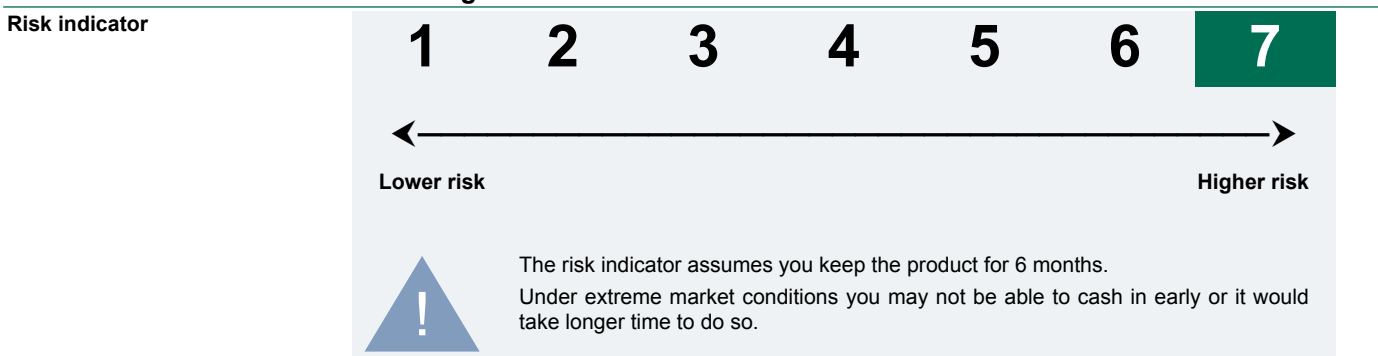 Risk indicator
1 2 3 4 5 6 7
Lower risk Higher risk
!
The risk indicator assumes you keep the product for 6 months.
Under extreme market conditions you may not be able to cash in early or it would
take longer time to do so.